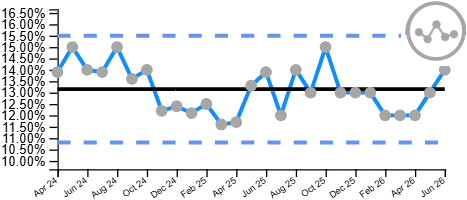 16.50%
16.00%
15.50%
15.00%
14.50%
14.00%
13.50%
13.00%
12.50%
12.00%
11.50%
11.00%
10.50%
10.00%
Apr 24
Jun 24
Aug 24
Oct 24
Dec 24
Feb 25
Apr 25
Jun 25
Aug 25
Oct 25
Dec 25
Feb 26
Apr 26
Jun 26